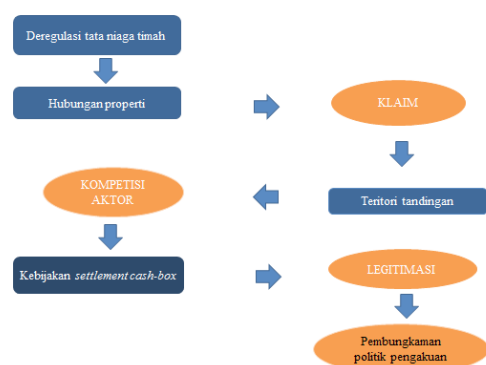 Deregulasi tata niaga timah
Hubungan properti
KLAIM
KOMPETISI
AKTOR
Teritori tandingan
Kebijakan settlement cash-box
LEGITIMASI
Pembungkaman
politik pengakuan